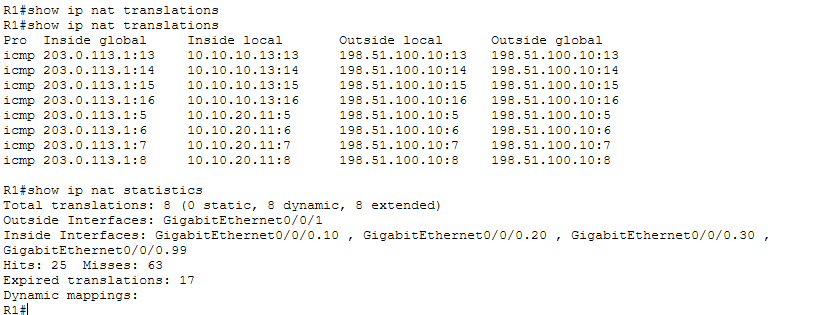 R1#show ip nat translations
R1#show ip nat translations
Pro  Inside global     Inside local       Outside local      Outside global
icmp 203.0.113.1:13    10.10.10.13:13     198.51.100.10:13   198.51.100.10:13
icmp 203.0.113.1:14    10.10.10.13:14     198.51.100.10:14   198.51.100.10:14
icmp 203.0.113.1:15    10.10.10.13:15     198.51.100.10:15   198.51.100.10:15
icmp 203.0.113.1:16    10.10.10.13:16     198.51.100.10:16   198.51.100.10:16
icmp 203.0.113.1:5     10.10.20.11:5      198.51.100.10:5    198.51.100.10:5
icmp 203.0.113.1:6     10.10.20.11:6      198.51.100.10:6    198.51.100.10:6
icmp 203.0.113.1:7     10.10.20.11:7      198.51.100.10:7    198.51.100.10:7
icmp 203.0.113.1:8     10.10.20.11:8      198.51.100.10:8    198.51.100.10:8
R1#show ip nat statistics
Total translations: 8 (0 static, 8 dynamic, 8 extended)
Outside Interfaces: GigabitEthernet0/0/1
Inside Interfaces: GigabitEthernet0/0/0.10 , GigabitEthernet0/0/0.20 , GigabitEthernet0/0/0.30 ,
GigabitEthernet0/0/0.99
Hits: 25  Misses: 63
Expired translations: 17
Dynamic mappings:
R1#